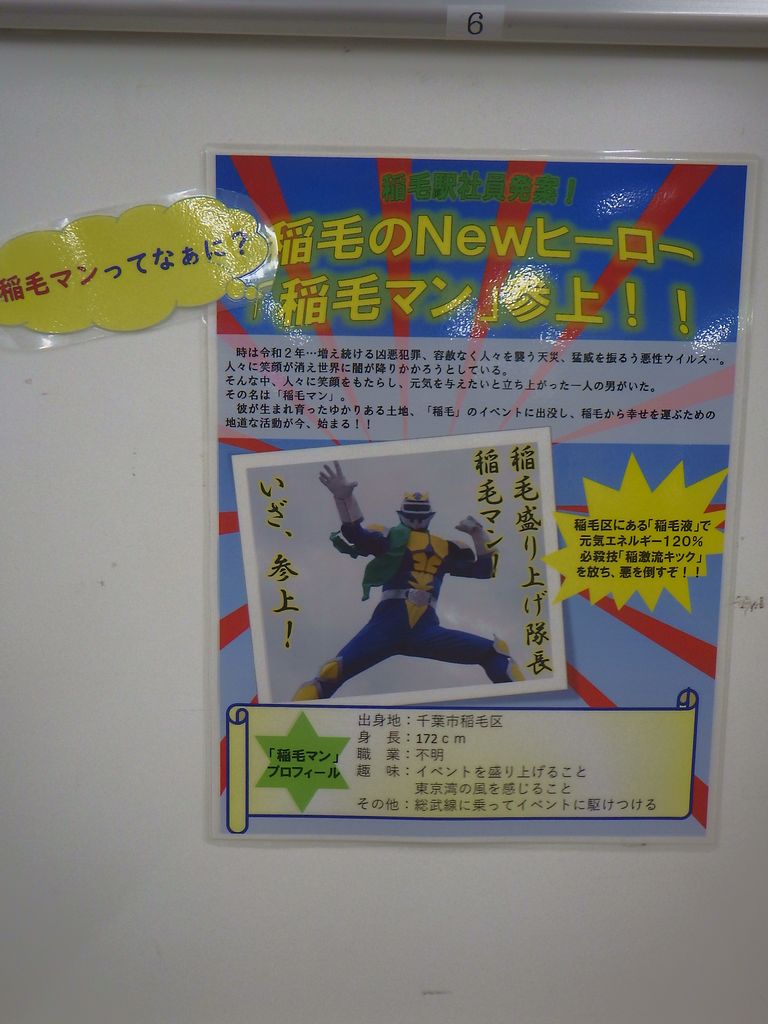 6
稲毛マンってなぁに？
稲毛駅社員発案！
稲毛のNewヒーロー
「稲毛マン」参上！！
時は令和２年…増え続ける凶悪犯罪、容赦なく人々を襲う天災、猛威を振るう悪性ウイルス…。
人々に笑顔が消え世界に闇が降りかかろうとしている。
そんな中、人々に笑顔をもたらし、元気を与えたいと立ち上がった一人の男がいた。
その名は「稲毛マン」。
彼が生まれ育ったゆかりある土地、「稲毛」のイベントに出没し、稲毛から幸せを運ぶための
地道な活動が今、始まる！！
稲毛盛り上げ隊長
稲毛マン！
いざ、参上！
稲毛区にある「稲毛液」で
元気エネルギー120％
必殺技「稲激流キック」
を放ち、悪を倒すぞ！！
「稲毛マン」
プロフィール
出身地：千葉市稲毛区
身　長：172ｃｍ
職　業：不明
趣　味：イベントを盛り上げること
東京湾の風を感じること
その他：総武線に乗ってイベントに駆けつける